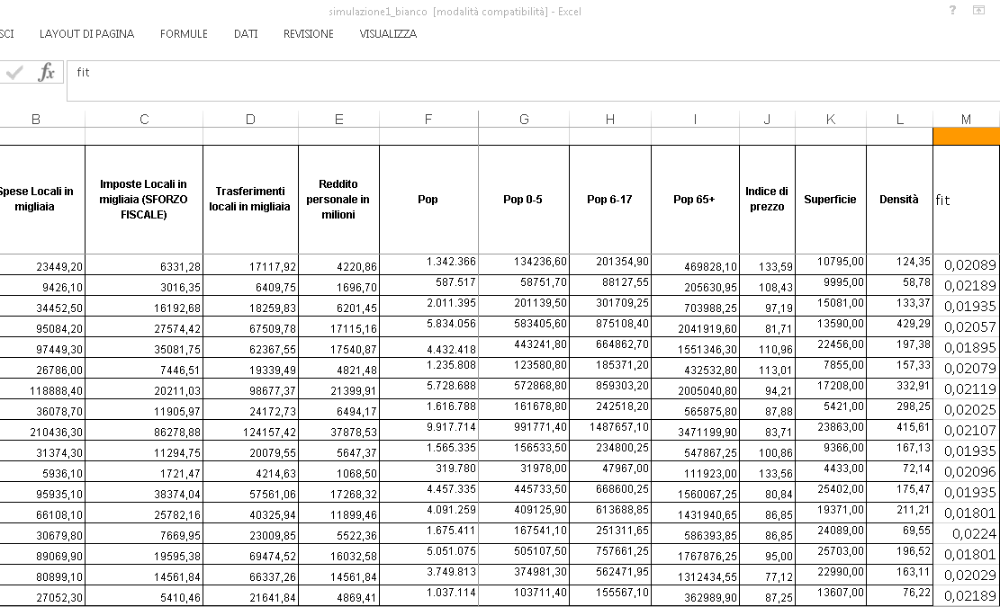 simulazione1_bianco [modalità compatibilità] - Excel
?
SCI LAYOUT DI PAGINA FORMULE DATI REVISIONE VISUALIZZA
fx fit
B C D E F G H I J K L M
Spese Locali in migliaia Imposte Locali in migliaia (SFORZO FISCALE) Trasferimenti locali in migliaia Reddito personale in milioni Pop Pop 0-5 Pop 6-17 Pop 65+ Indice di prezzo Superficie Densità fit
23449,20 6331,28 17117,92 4220,86 1.342.366 134236,60 201354,90 469828,10 133,59 10795,00 124,35 0,02089
9426,10 3016,35 6409,75 1696,70 587.517 58751,70 88127,55 205630,95 108,43 9995,00 58,78 0,02189
34452,50 16192,68 18259,83 6201,45 2.011.395 201139,50 301709,25 703988,25 97,19 15081,00 133,37 0,01935
95084,20 27574,42 67509,78 17115,16 5.834.056 583405,60 875108,40 2041919,60 81,71 13590,00 429,29 0,02057
97449,30 35081,75 62367,55 17540,87 4.432.418 443241,80 664862,70 1551346,30 110,96 22456,00 197,38 0,01895
26786,00 7446,51 19339,49 4821,48 1.235.808 123580,80 185371,20 432532,80 113,01 7855,00 157,33 0,02079
118888,40 20211,03 98677,37 21399,91 5.728.688 572868,80 859303,20 2005040,80 94,21 17208,00 332,91 0,02119
36078,70 11905,97 24172,73 6494,17 1.616.788 161678,80 242518,20 565875,80 87,88 5421,00 298,25 0,02025
210436,30 86278,88 124157,42 37878,53 9.917.714 991771,40 1487657,10 3471199,90 83,71 23863,00 415,61 0,02107
31374,30 11294,75 20079,55 5647,37 1.565.335 156533,50 234800,25 547867,25 100,86 9366,00 167,13 0,01935
5936,10 1721,47 4214,63 1068,50 319.780 31978,00 47967,00 111923,00 133,56 4433,00 72,14 0,02096
95935,10 38374,04 57561,06 17268,32 4.457.335 445733,50 668600,25 1560067,25 80,84 25402,00 175,47 0,01935
66108,10 25782,16 40325,94 11899,46 4.091.259 409125,90 613688,85 1431940,65 86,85 19371,00 211,21 0,01801
30679,80 7669,95 23009,85 5522,36 1.675.411 167541,10 251311,65 586393,85 86,85 24089,00 69,55 0,0224
89069,90 19595,38 69474,52 16032,58 5.051.075 505107,50 757661,25 1767876,25 95,00 25703,00 196,52 0,01801
80899,10 14561,84 66337,26 14561,84 3.749.813 374981,30 562471,95 1312434,55 77,12 22990,00 163,11 0,02029
27052,30 5410,46 21641,84 4869,41 1.037.114 103711,40 155567,10 362989,90 87,25 13607,00 76,22 0,02189